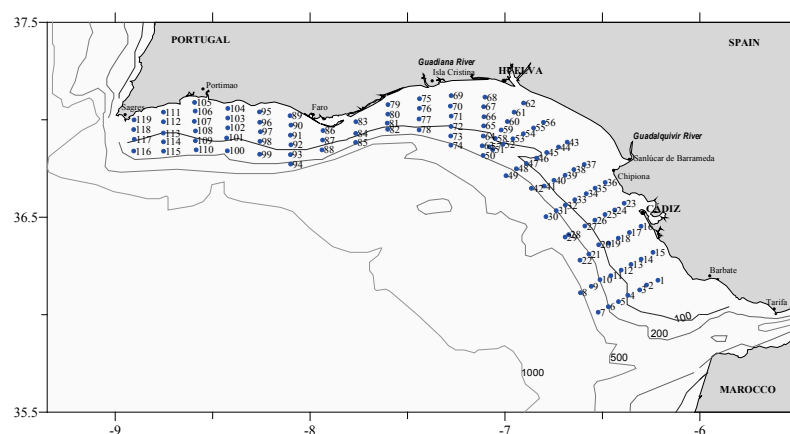 37.5
PORTUGAL
SPAIN
Guadiana River
Isla Cristina
HUELVA
Portimao
Sagres
Faro
Guadalquivir River
Sanlúcar de Barrameda
Chipiona
CÁDIZ
Barbate
Tarifa
MAROCCO
105 104 95 89 79 75 69 68 62
111 106 103 96 90 80 76 70 67 61
119 112 107 102 97 91 83 81 77 71 66 60 56
118 113 108 101 98 92 86 84 82 78 72 65 59 55
117 114 109 100 99 93 87 85 73 64 58 54
116 115 110 94 88 74 63 57 53
52 51 50 49 48 47 46 45 44 43
42 41 40 39 38 37
36 35 34 33 32 31 30
29 28 27 26 25 24 23
22 21 20 19 18 17 16
15 14 13 12 11 10 9 8
7 6 5 4 3 2 1
36.5
100
200
500
1000
35.5
-9 -8 -7 -6